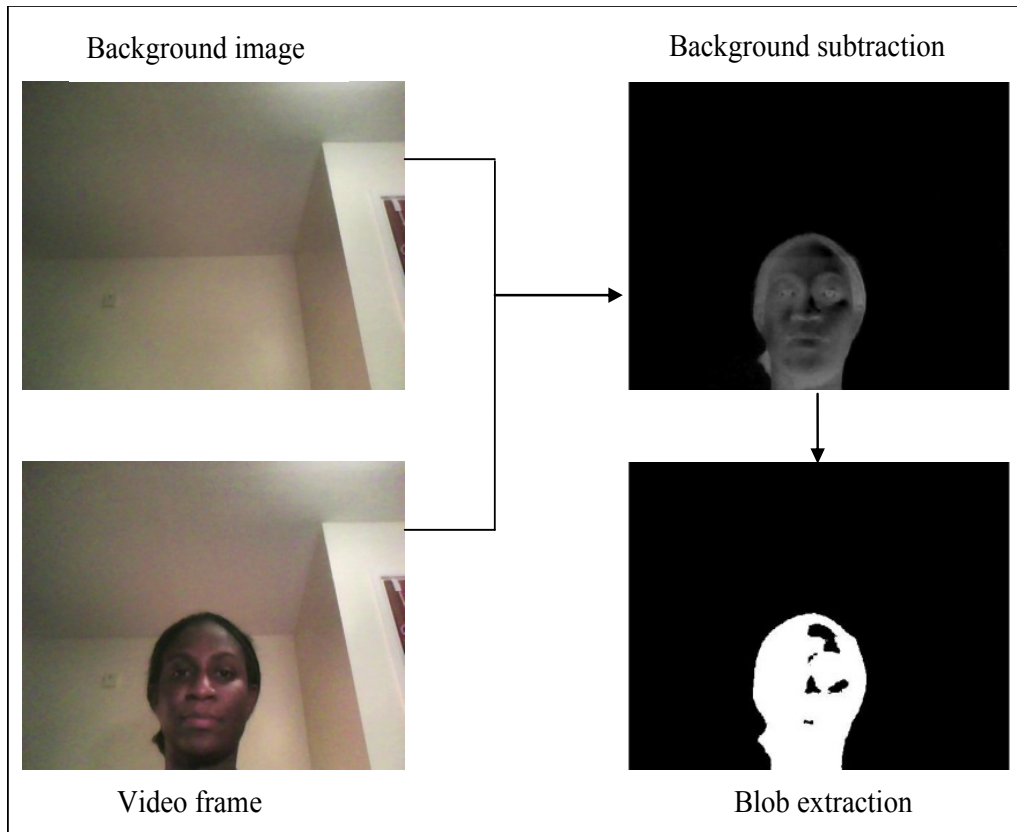 Background image
Background subtraction
Video frame
Blob extraction